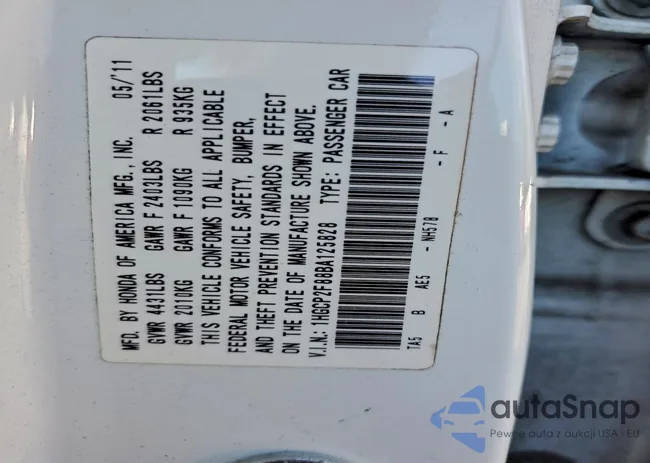 MFD. BY HONDA OF AMERICA MFG., INC. 05/'11
GVWR 4431LBS GAWR F 2403LBS R 2061LBS
GVWR 2010KG GAWR F 1090KG R 935KG
THIS VEHICLE CONFORMS TO ALL APPLICABLE
FEDERAL MOTOR VEHICLE SAFETY, BUMPER,
AND THEFT PREVENTION STANDARDS IN EFFECT
ON THE DATE OF MANUFACTURE SHOWN ABOVE.
V.I.N.: 1HGCP2F88BA125828 TYPE: PASSENGER CAR
TA5 B AE5 - NH578 - F - A
autaSnap
Pewne auta z aukcji USA i EU